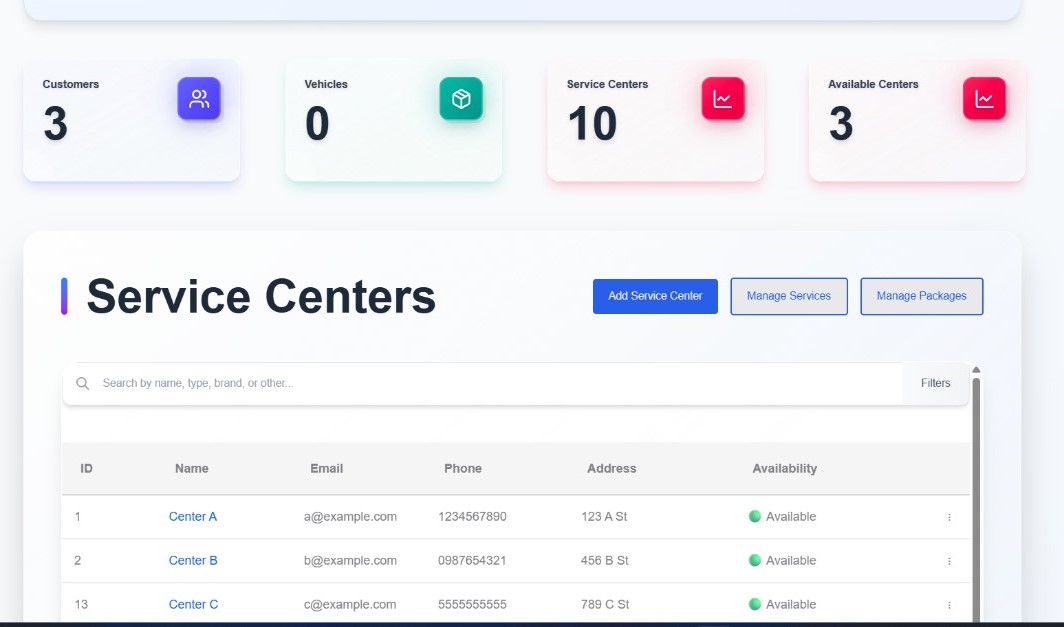 Customers
3
Vehicles
0
Service Centers
10
Available Centers
3
Service Centers
Add Service Center
Manage Services
Manage Packages
Search by name, type, brand, or other...
Filters
ID Name Email Phone Address Availability
1 Center A a@example.com 1234567890 123 A St Available
2 Center B b@example.com 0987654321 456 B St Available
13 Center C c@example.com 5555555555 789 C St Available